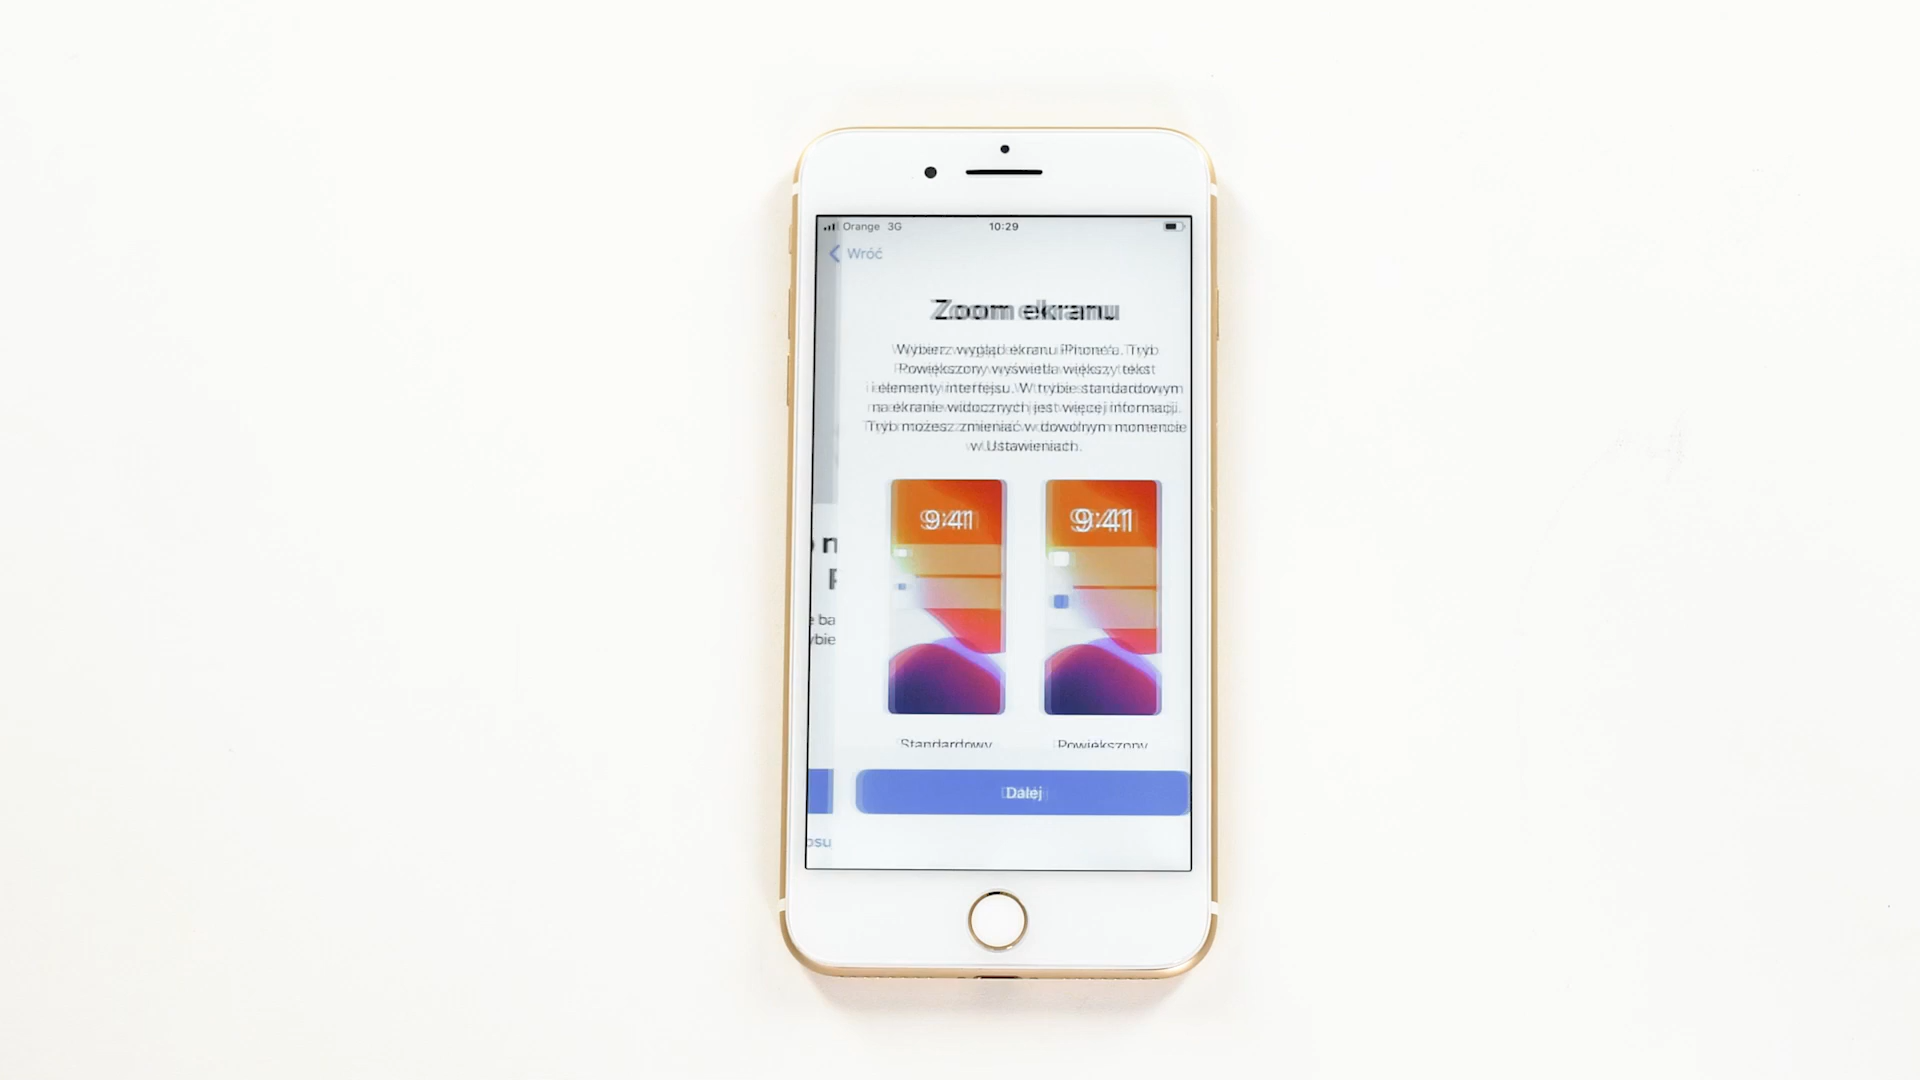 Orange 3G 10:29
Wróć
Zoom ekranu
Wybierz wygląd ekranu iPhone'a. Tryb
Powiększony wyświetla większy tekst
i elementy interfejsu. W trybie standardowym
na ekranie widocznych jest więcej informacji.
Tryb możesz zmieniać w dowolnym momencie
w Ustawieniach.
9:41 9:41
Standardowy Powiększony
Dalej